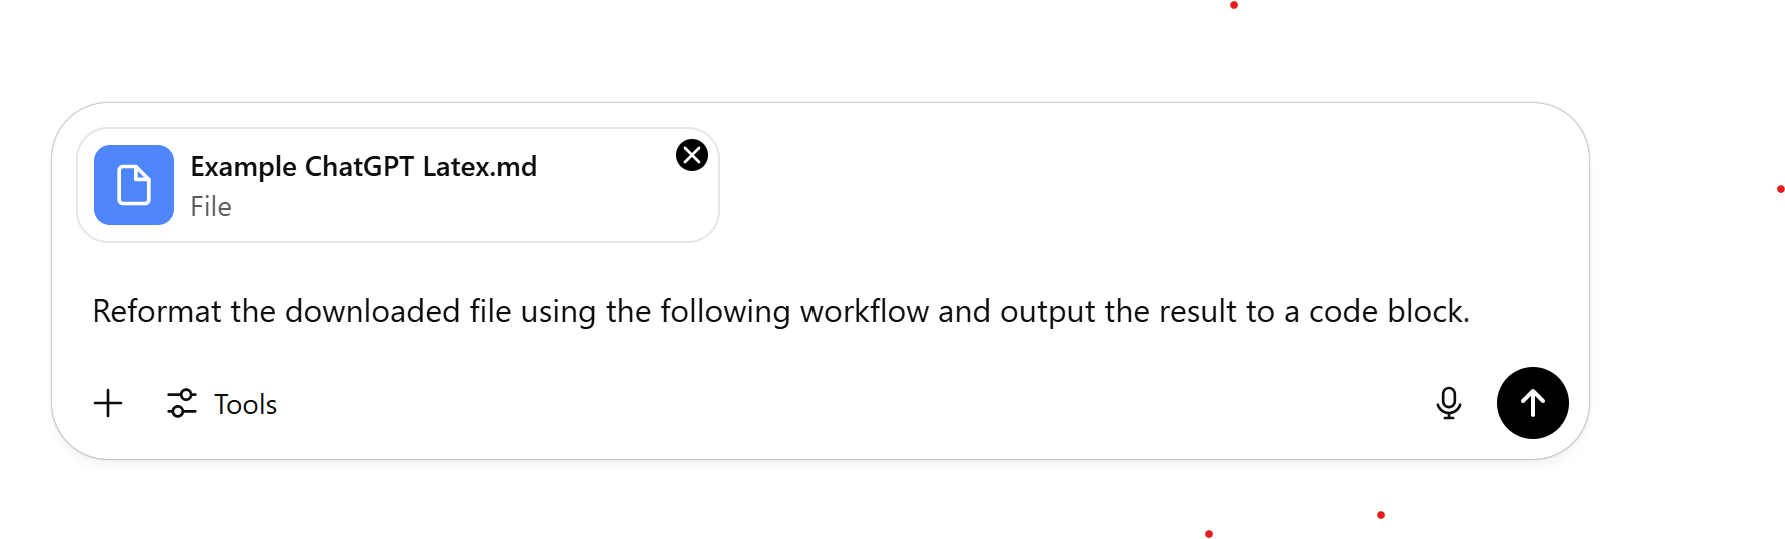 Example ChatGPT Latex.md
File
Reformat the downloaded file using the following workflow and output the result to a code block.
Tools